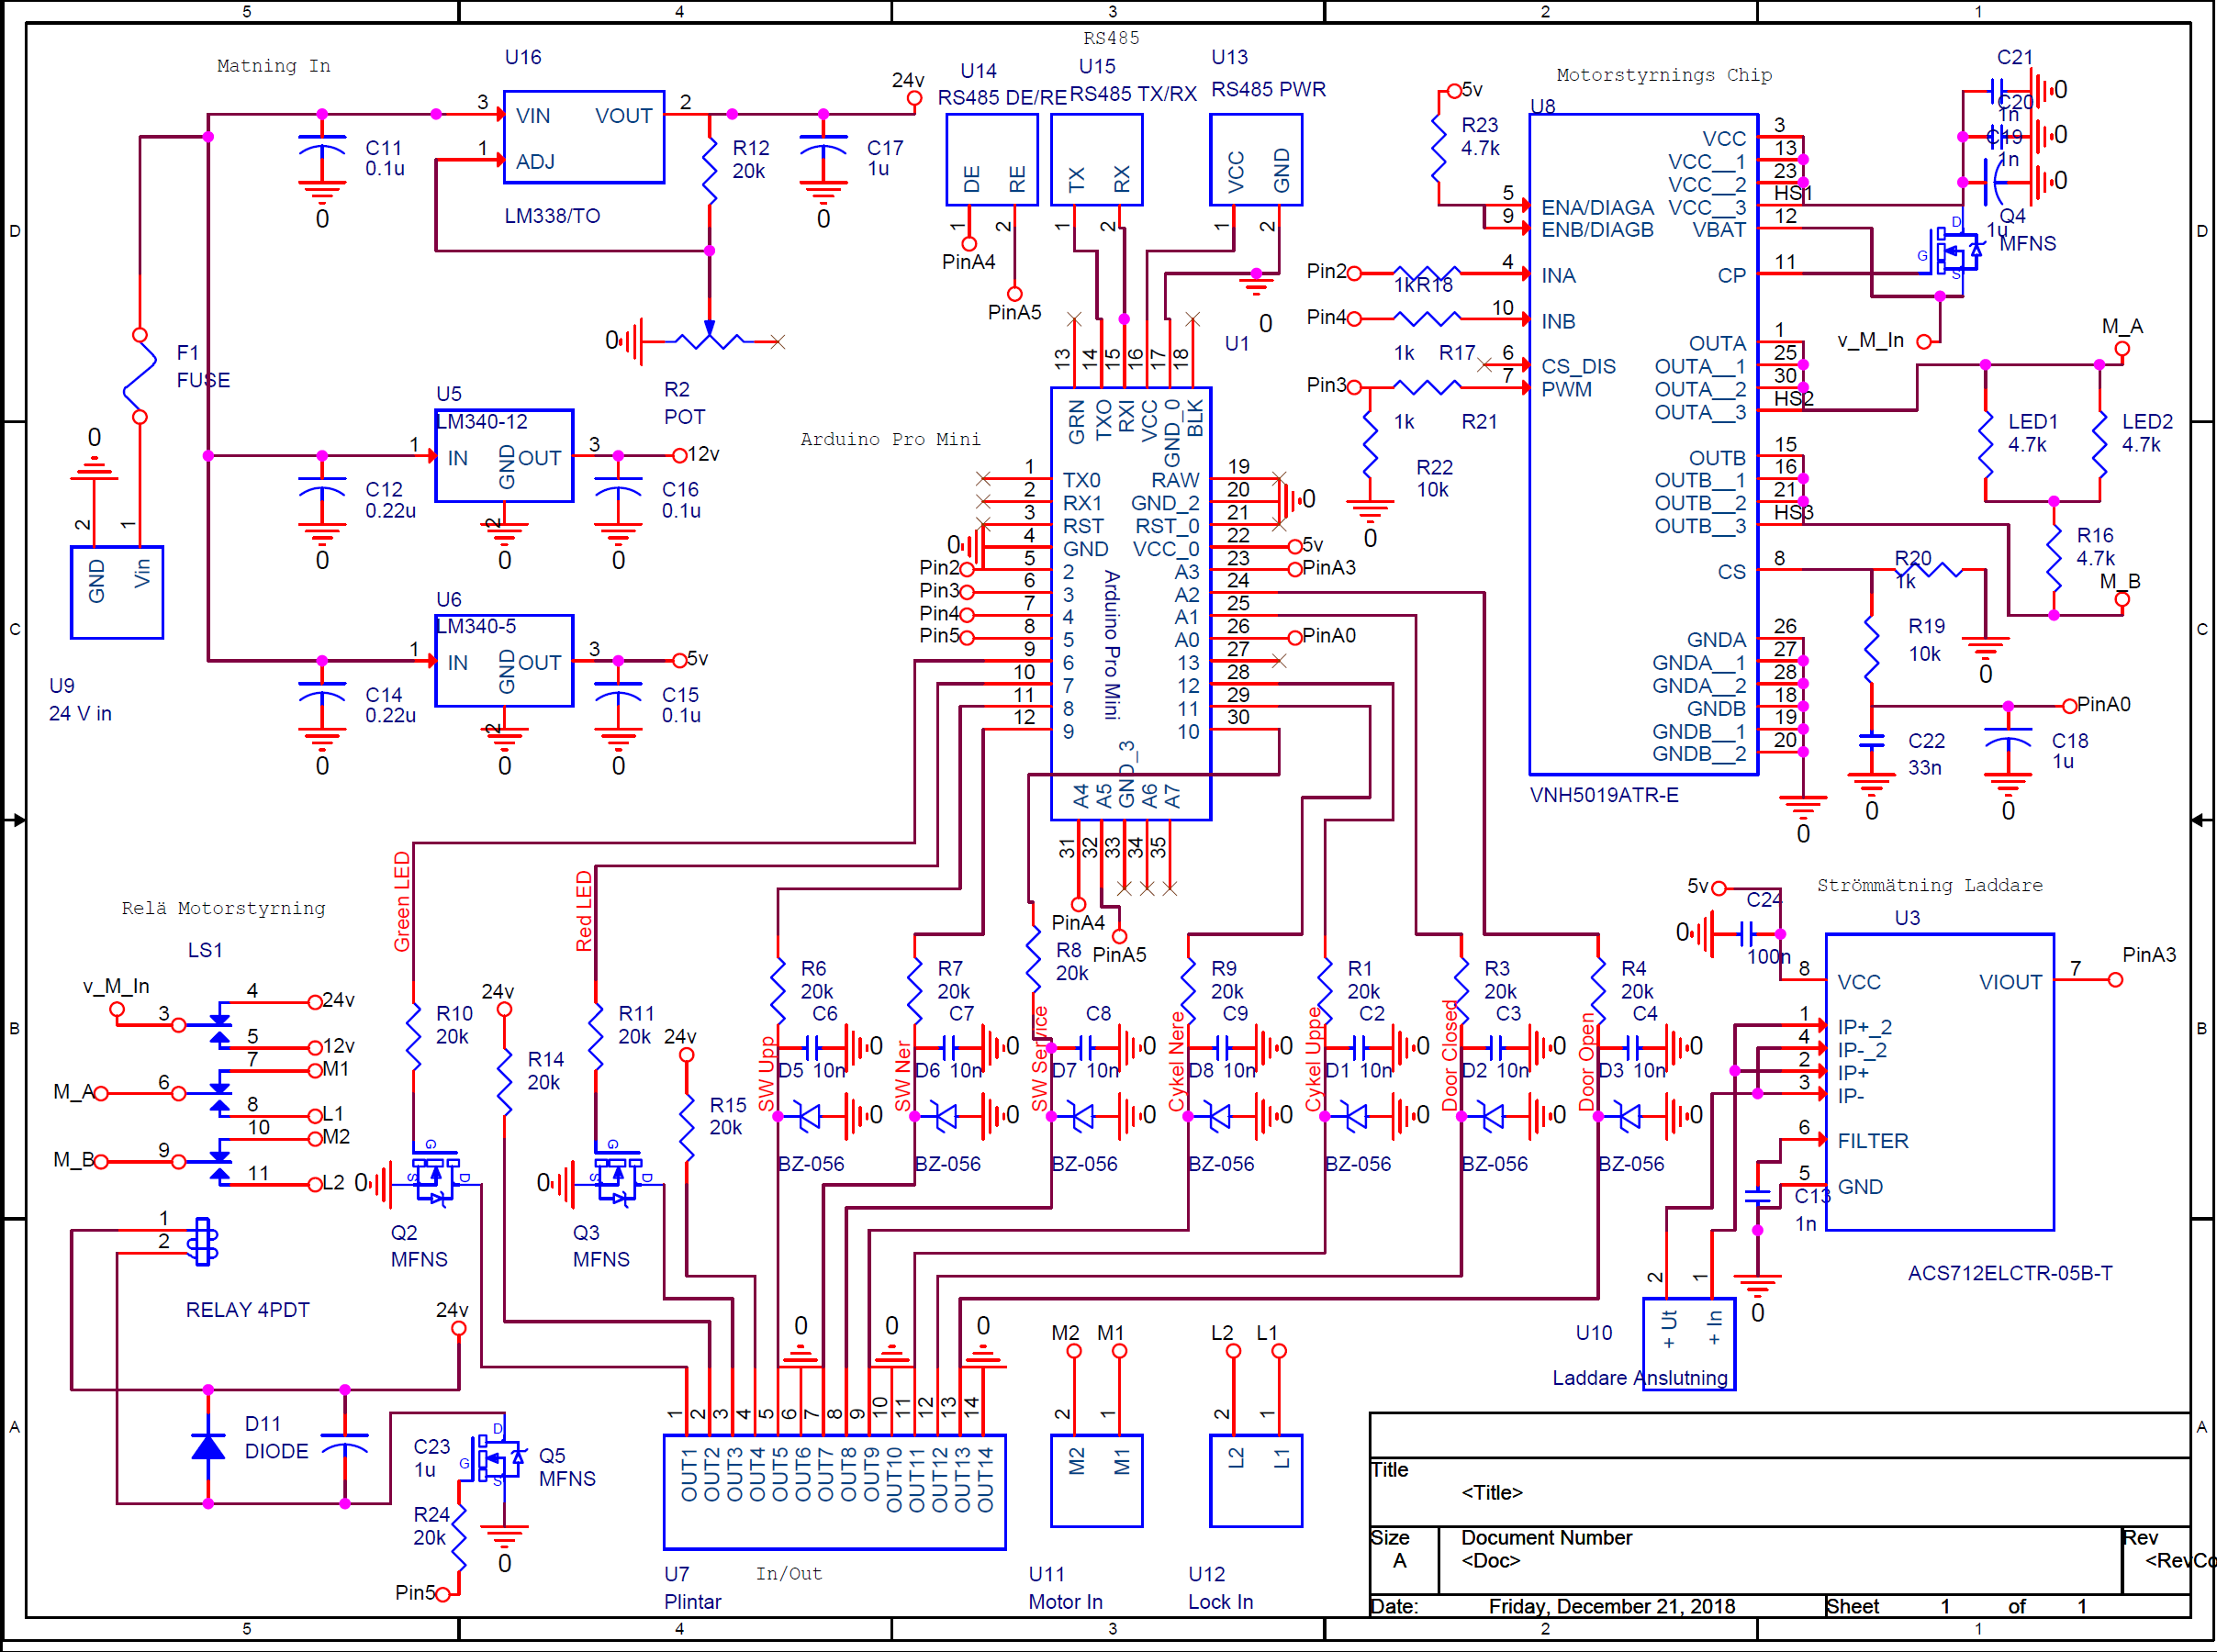 5
4
3
2
1
D
C
B
A
D
C
B
A
5
4
3
2
1
Matning In
U16
3
VIN
VOUT
2
1
ADJ
LM338/TO
24v
C11
0.1u
0
R12
20k
C17
1u
0
0
R2
POT
F1
FUSE
0
2
1
GND
Vin
U9
24 V in
U5
LM340-12
1
IN
GND
OUT
3
2
12v
C12
0.22u
0
0
C16
0.1u
0
U6
LM340-5
1
IN
GND
OUT
3
2
5v
C14
0.22u
0
0
C15
0.1u
0
RS485
U14
RS485 DE/RE
DE
RE
1
2
PinA4
PinA5
U15
RS485 TX/RX
TX
RX
1
2
U13
RS485 PWR
VCC
GND
1
2
0
U1
Arduino Pro Mini
13
14
15
16
17
18
GRN
TXO
RXI
VCC
GND_0
BLK
1
TX0
2
RX1
3
RST
0
4
GND
Pin2
5
2
Pin3
6
3
Pin4
7
4
Pin5
8
5
9
6
10
7
11
8
12
9
Arduino Pro Mini
RAW
19
GND_2
20
0
RST_0
21
VCC_0
22
5v
A3
23
PinA3
A2
24
A1
25
A0
26
PinA0
13
27
12
28
11
29
10
30
A4
A5
GND_3
A6
A7
31
32
33
34
35
PinA4
PinA5
Motorstyrnings Chip
U8
5v
R23
4.7k
5
ENA/DIAGA
9
ENB/DIAGB
Pin2
1kR18
4
INA
Pin4
1k
R17
10
INB
6
CS_DIS
Pin3
1k
R21
7
PWM
R22
10k
0
VCC
3
VCC__1
13
VCC__2
23
VCC__3
HS1
VBAT
12
CP
11
OUTA
1
OUTA__1
25
OUTA__2
30
OUTA__3
HS2
OUTB
15
OUTB__1
16
OUTB__2
21
OUTB__3
HS3
CS
8
GNDA
26
GNDA__1
27
GNDA__2
28
GNDB
18
GNDB__1
19
GNDB__2
20
VNH5019ATR-E
0
C21
0
C20
1n
0
C19
1n
0
1u
Q4
MFNS
D
G
S
v_M_In
M_A
LED1
4.7k
LED2
4.7k
R16
4.7k
M_B
R20
1k
0
R19
10k
PinA0
C22
33n
0
C18
1u
0
Relä Motorstyrning
LS1
v_M_In
3
4
24v
5
12v
M_A
6
7
M1
8
L1
M_B
9
10
M2
11
L2
1
2
RELAY 4PDT
24v
D11
DIODE
C23
1u
Q5
MFNS
D
G
S
0
R24
20k
Pin5
Green LED
R10
20k
0
G
S
D
Q2
MFNS
24v
R14
20k
Red LED
R11
20k
0
G
S
D
Q3
MFNS
24v
R15
20k
R6
20k
C6
0
SW Upp
D5
10n
0
BZ-056
R7
20k
C7
0
SW Ner
D6
10n
0
BZ-056
R8
20k
C8
0
SW Service
D7
10n
0
BZ-056
R9
20k
C9
0
Cykel Nere
D8
10n
0
BZ-056
R1
20k
C2
0
Cykel Uppe
D1
10n
0
BZ-056
R3
20k
C3
0
Door Closed
D2
10n
0
BZ-056
R4
20k
C4
0
Door Open
D3
10n
0
BZ-056
0
0
0
1
2
3
4
5
6
7
8
9
10
11
12
13
14
OUT1
OUT2
OUT3
OUT4
OUT5
OUT6
OUT7
OUT8
OUT9
OUT10
OUT11
OUT12
OUT13
OUT14
U7
Plintar
In/Out
M2
M1
2
1
M2
M1
U11
Motor In
L2
L1
2
1
L2
L1
U12
Lock In
Strömmätning Laddare
U3
5v
C24
0
100n
8
VCC
VIOUT
7
PinA3
1
IP+_2
4
IP-_2
2
IP+
3
IP-
6
FILTER
5
GND
C13
1n
0
ACS712ELCTR-05B-T
2
1
+ Ut
+ In
U10
Laddare Anslutning
Title
<Title>
Size
A
Document Number
<Doc>
Rev
<RevCo
Date:
Friday, December 21, 2018
Sheet
1
of
1